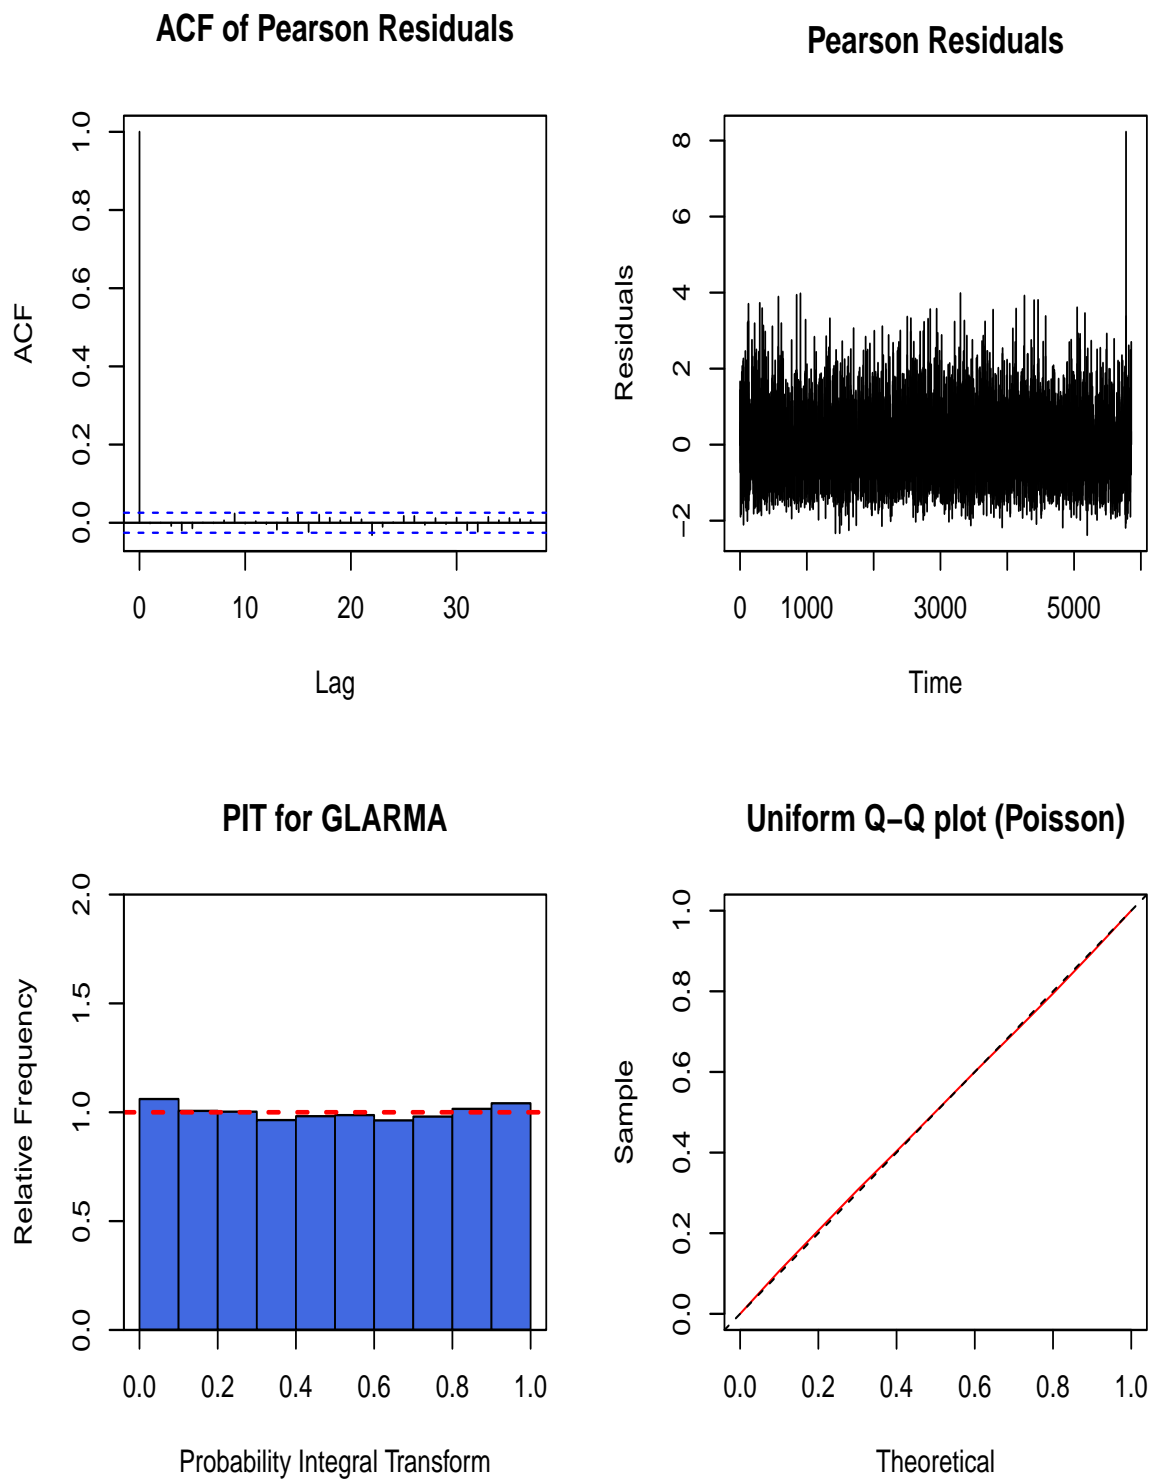 ACF of Pearson Residuals
ACF
1.0
0.8
0.6
0.4
0.2
0.0
0 10 20 30
Lag
Pearson Residuals
Residuals
8
6
4
2
0
−2
0 1000 3000 5000
Time
PIT for GLARMA
Relative Frequency
2.0
1.5
1.0
0.5
0.0
0.0 0.2 0.4 0.6 0.8 1.0
Probability Integral Transform
Uniform Q−Q plot (Poisson)
Sample
1.0
0.8
0.6
0.4
0.2
0.0
0.0 0.2 0.4 0.6 0.8 1.0
Theoretical